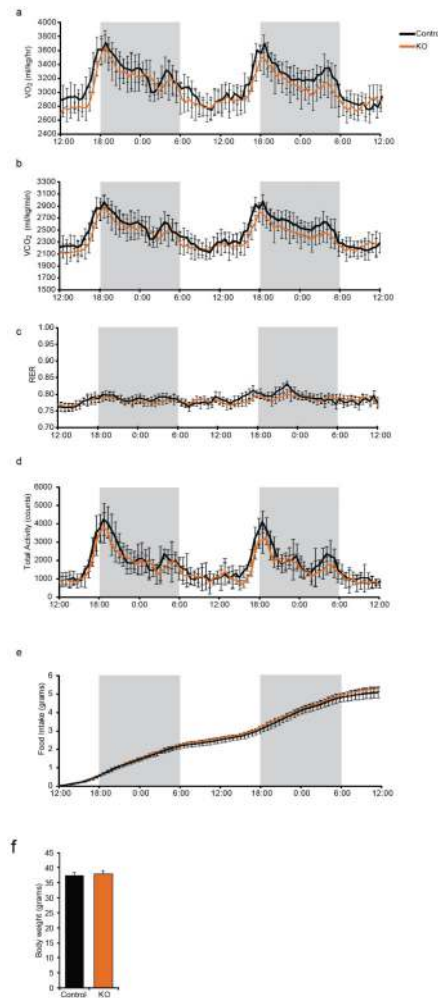 a
Control
KO
VO₂ (ml/kg/hr)
4000
3800
3600
3400
3200
3000
2800
2600
2400
12:00 18:00 0:00 6:00 12:00 18:00 0:00 6:00 12:00
b
VCO₂ (ml/kg/min)
3300
3100
2900
2700
2500
2300
2100
1900
1700
1500
12:00 18:00 0:00 6:00 12:00 18:00 0:00 6:00 12:00
c
RER
1.00
0.95
0.90
0.85
0.80
0.75
0.70
12:00 18:00 0:00 6:00 12:00 18:00 0:00 6:00 12:00
d
Total Activity (counts)
6000
5000
4000
3000
2000
1000
0
12:00 18:00 0:00 6:00 12:00 18:00 0:00 6:00 12:00
e
Food Intake (grams)
6
5
4
3
2
1
0
12:00 18:00 0:00 6:00 12:00 18:00 0:00 6:00 12:00
f
Body weight (grams)
45
40
35
30
25
20
15
10
5
0
Control KO